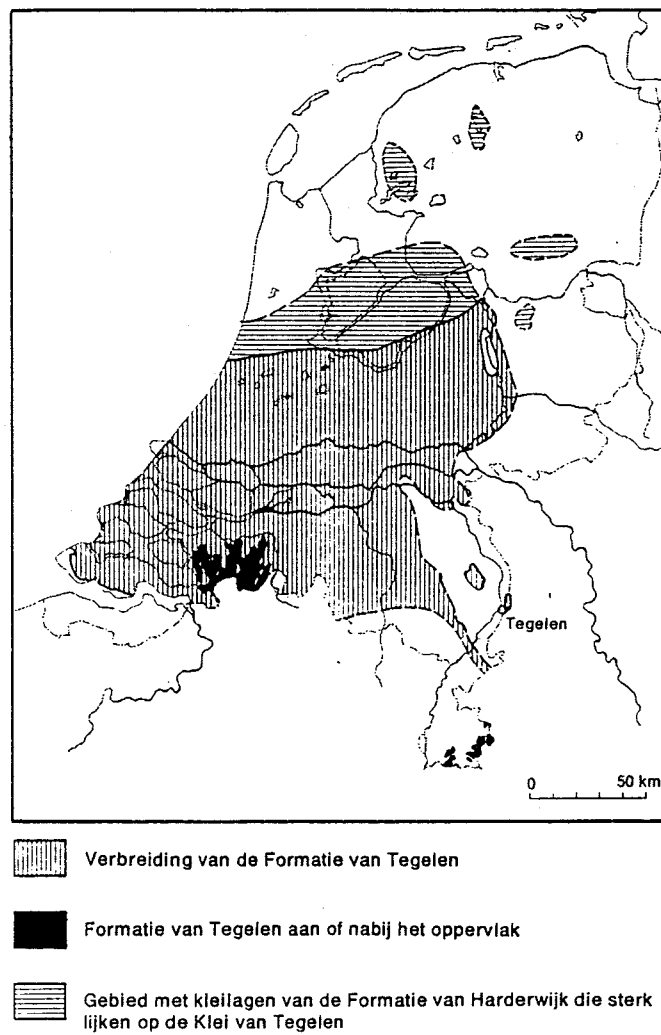 Tegelen
0 50 km
Verbreiding van de Formatie van Tegelen
Formatie van Tegelen aan of nabij het oppervlak
Gebied met kleilagen van de Formatie van Harderwijk die sterk
lijken op de Klei van Tegelen